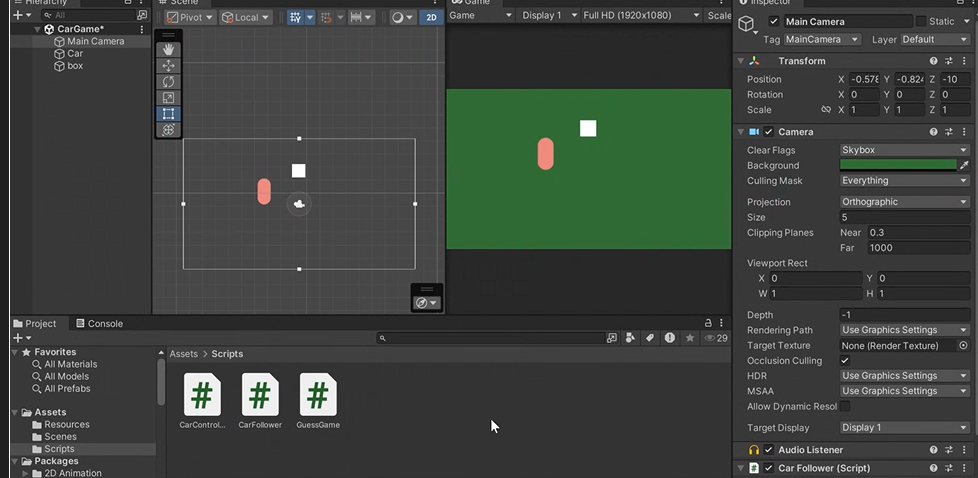 Hierarchy
All
CarGame*
Main Camera
Car
box
Scene
Pivot
Local
2D
Game
Game
Display 1
Full HD (1920x1080)
Scale
Inspector
Main Camera
Static
Tag MainCamera Layer Default
Transform
Position X -0.578 Y -0.824 Z -10
Rotation X 0 Y 0 Z 0
Scale X 1 Y 1 Z 1
Camera
Clear Flags Skybox
Background
Culling Mask Everything
Projection Orthographic
Size 5
Clipping Planes Near 0.3
Far 1000
Viewport Rect
X 0 Y 0
W 1 H 1
Depth -1
Rendering Path Use Graphics Settings
Target Texture None (Render Texture)
Occlusion Culling
HDR Use Graphics Settings
MSAA Use Graphics Settings
Allow Dynamic Resol
Target Display Display 1
Audio Listener
Car Follower (Script)
Project
Console
29
Favorites
All Materials
All Models
All Prefabs
Assets
Resources
Scenes
Scripts
Packages
2D Animation
Assets > Scripts
CarControl...
CarFollower
GuessGame